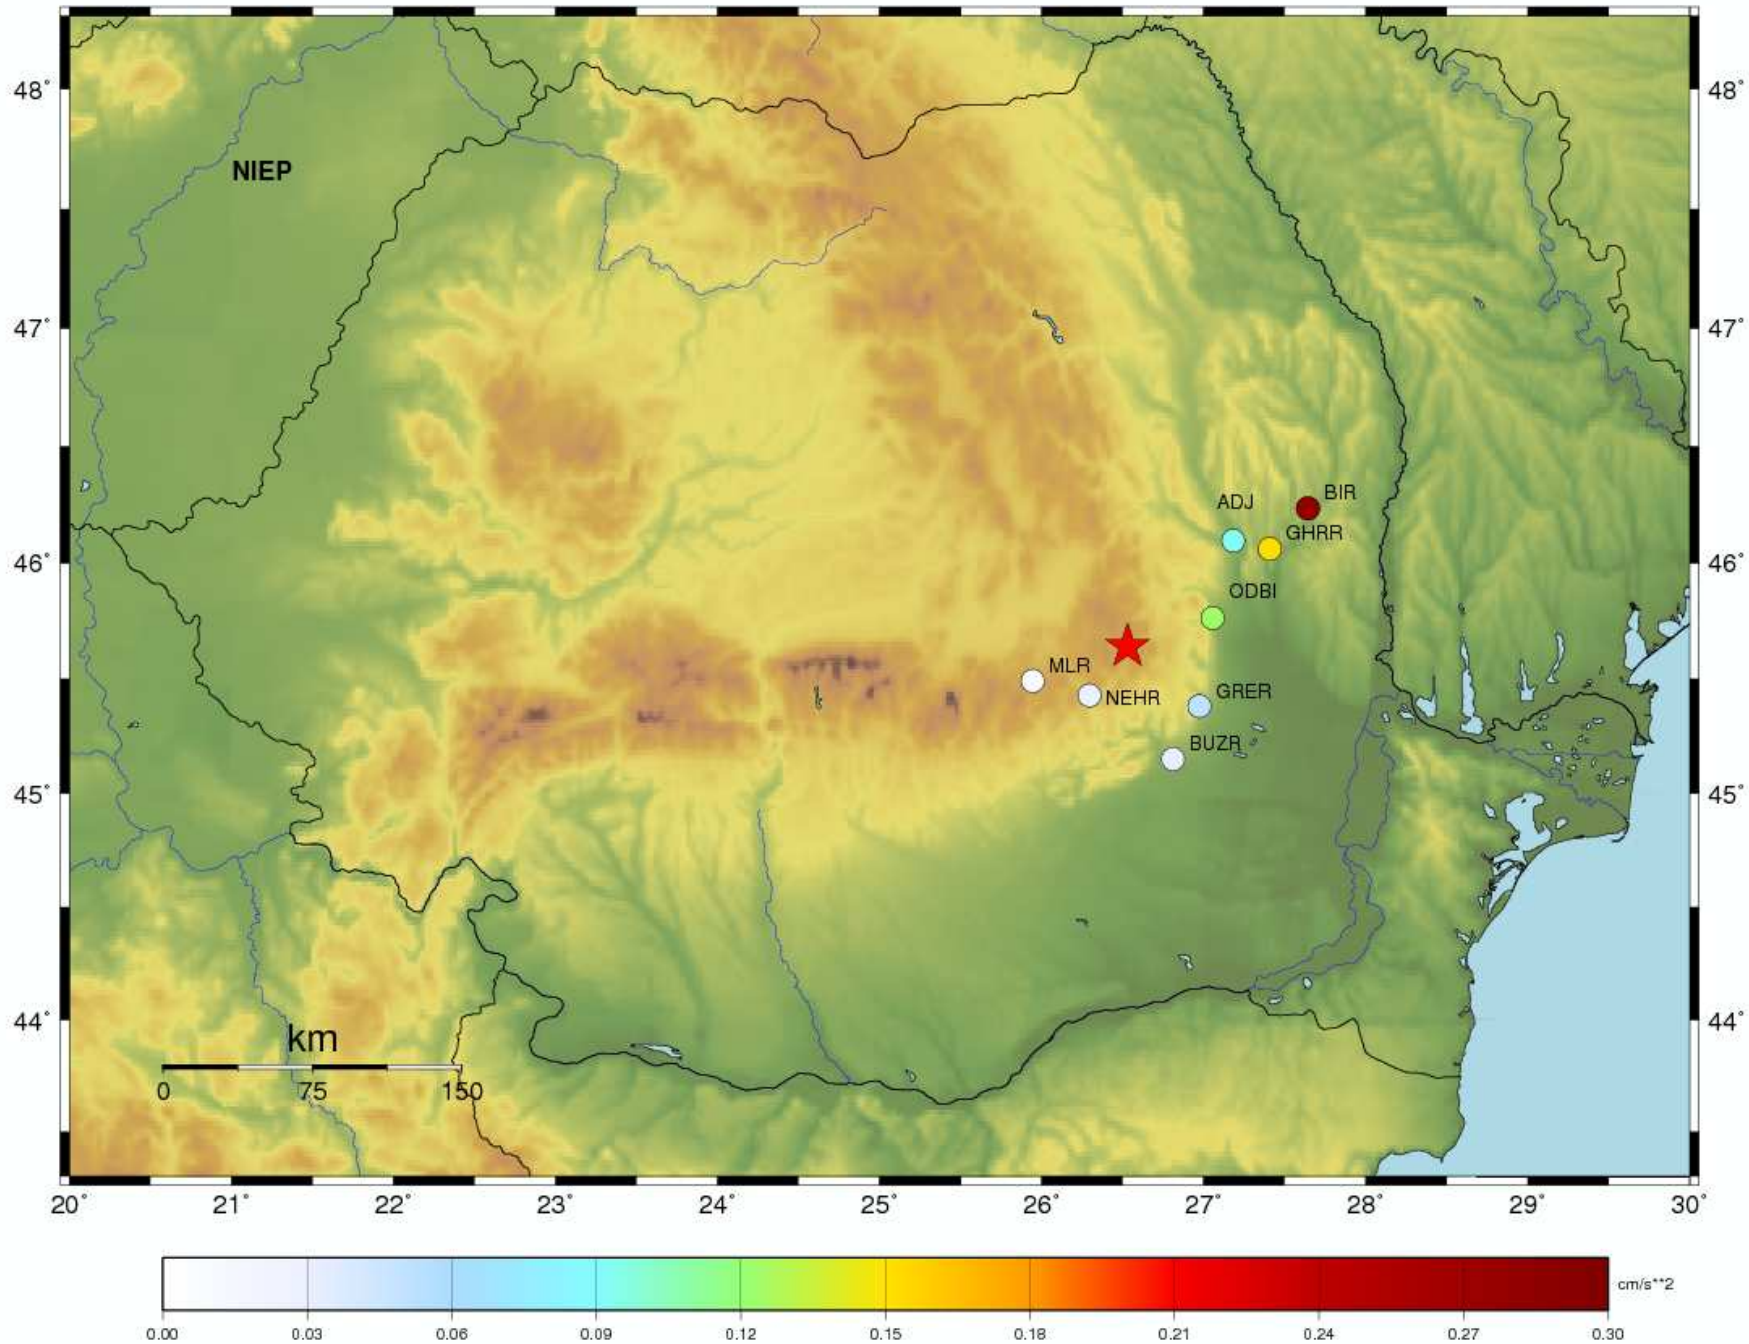 48˚
48˚
NIEP
47˚
47˚
BIR
ADJ
GHRR
46˚
46˚
ODBI
MLR
NEHR
GRER
BUZR
45˚
45˚
44˚
44˚
km
0 75 150
20˚ 21˚ 22˚ 23˚ 24˚ 25˚ 26˚ 27˚ 28˚ 29˚ 30˚
cm/s**2
0.00 0.03 0.06 0.09 0.12 0.15 0.18 0.21 0.24 0.27 0.30